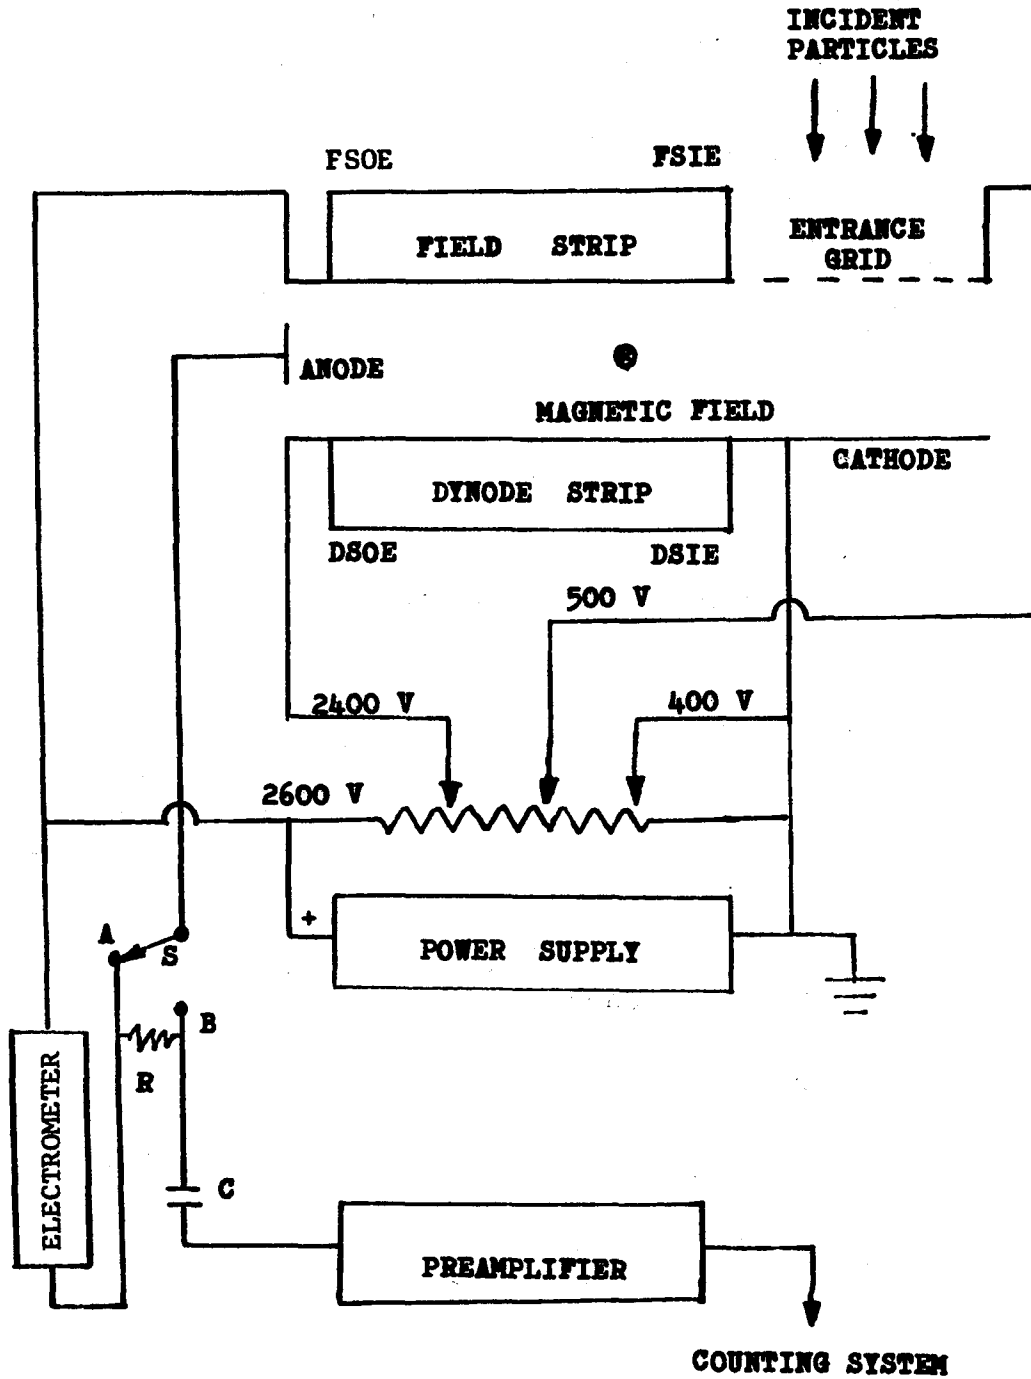 INCIDENT
PARTICLES
FSOE
FSIE
FIELD STRIP
ENTRANCE
GRID
ANODE
MAGNETIC FIELD
CATHODE
DYNODE STRIP
DSOE
DSIE
500 V
2400 V
400 V
2600 V
+
A
S
POWER SUPPLY
B
R
ELECTROMETER
C
PREAMPLIFIER
COUNTING SYSTEM